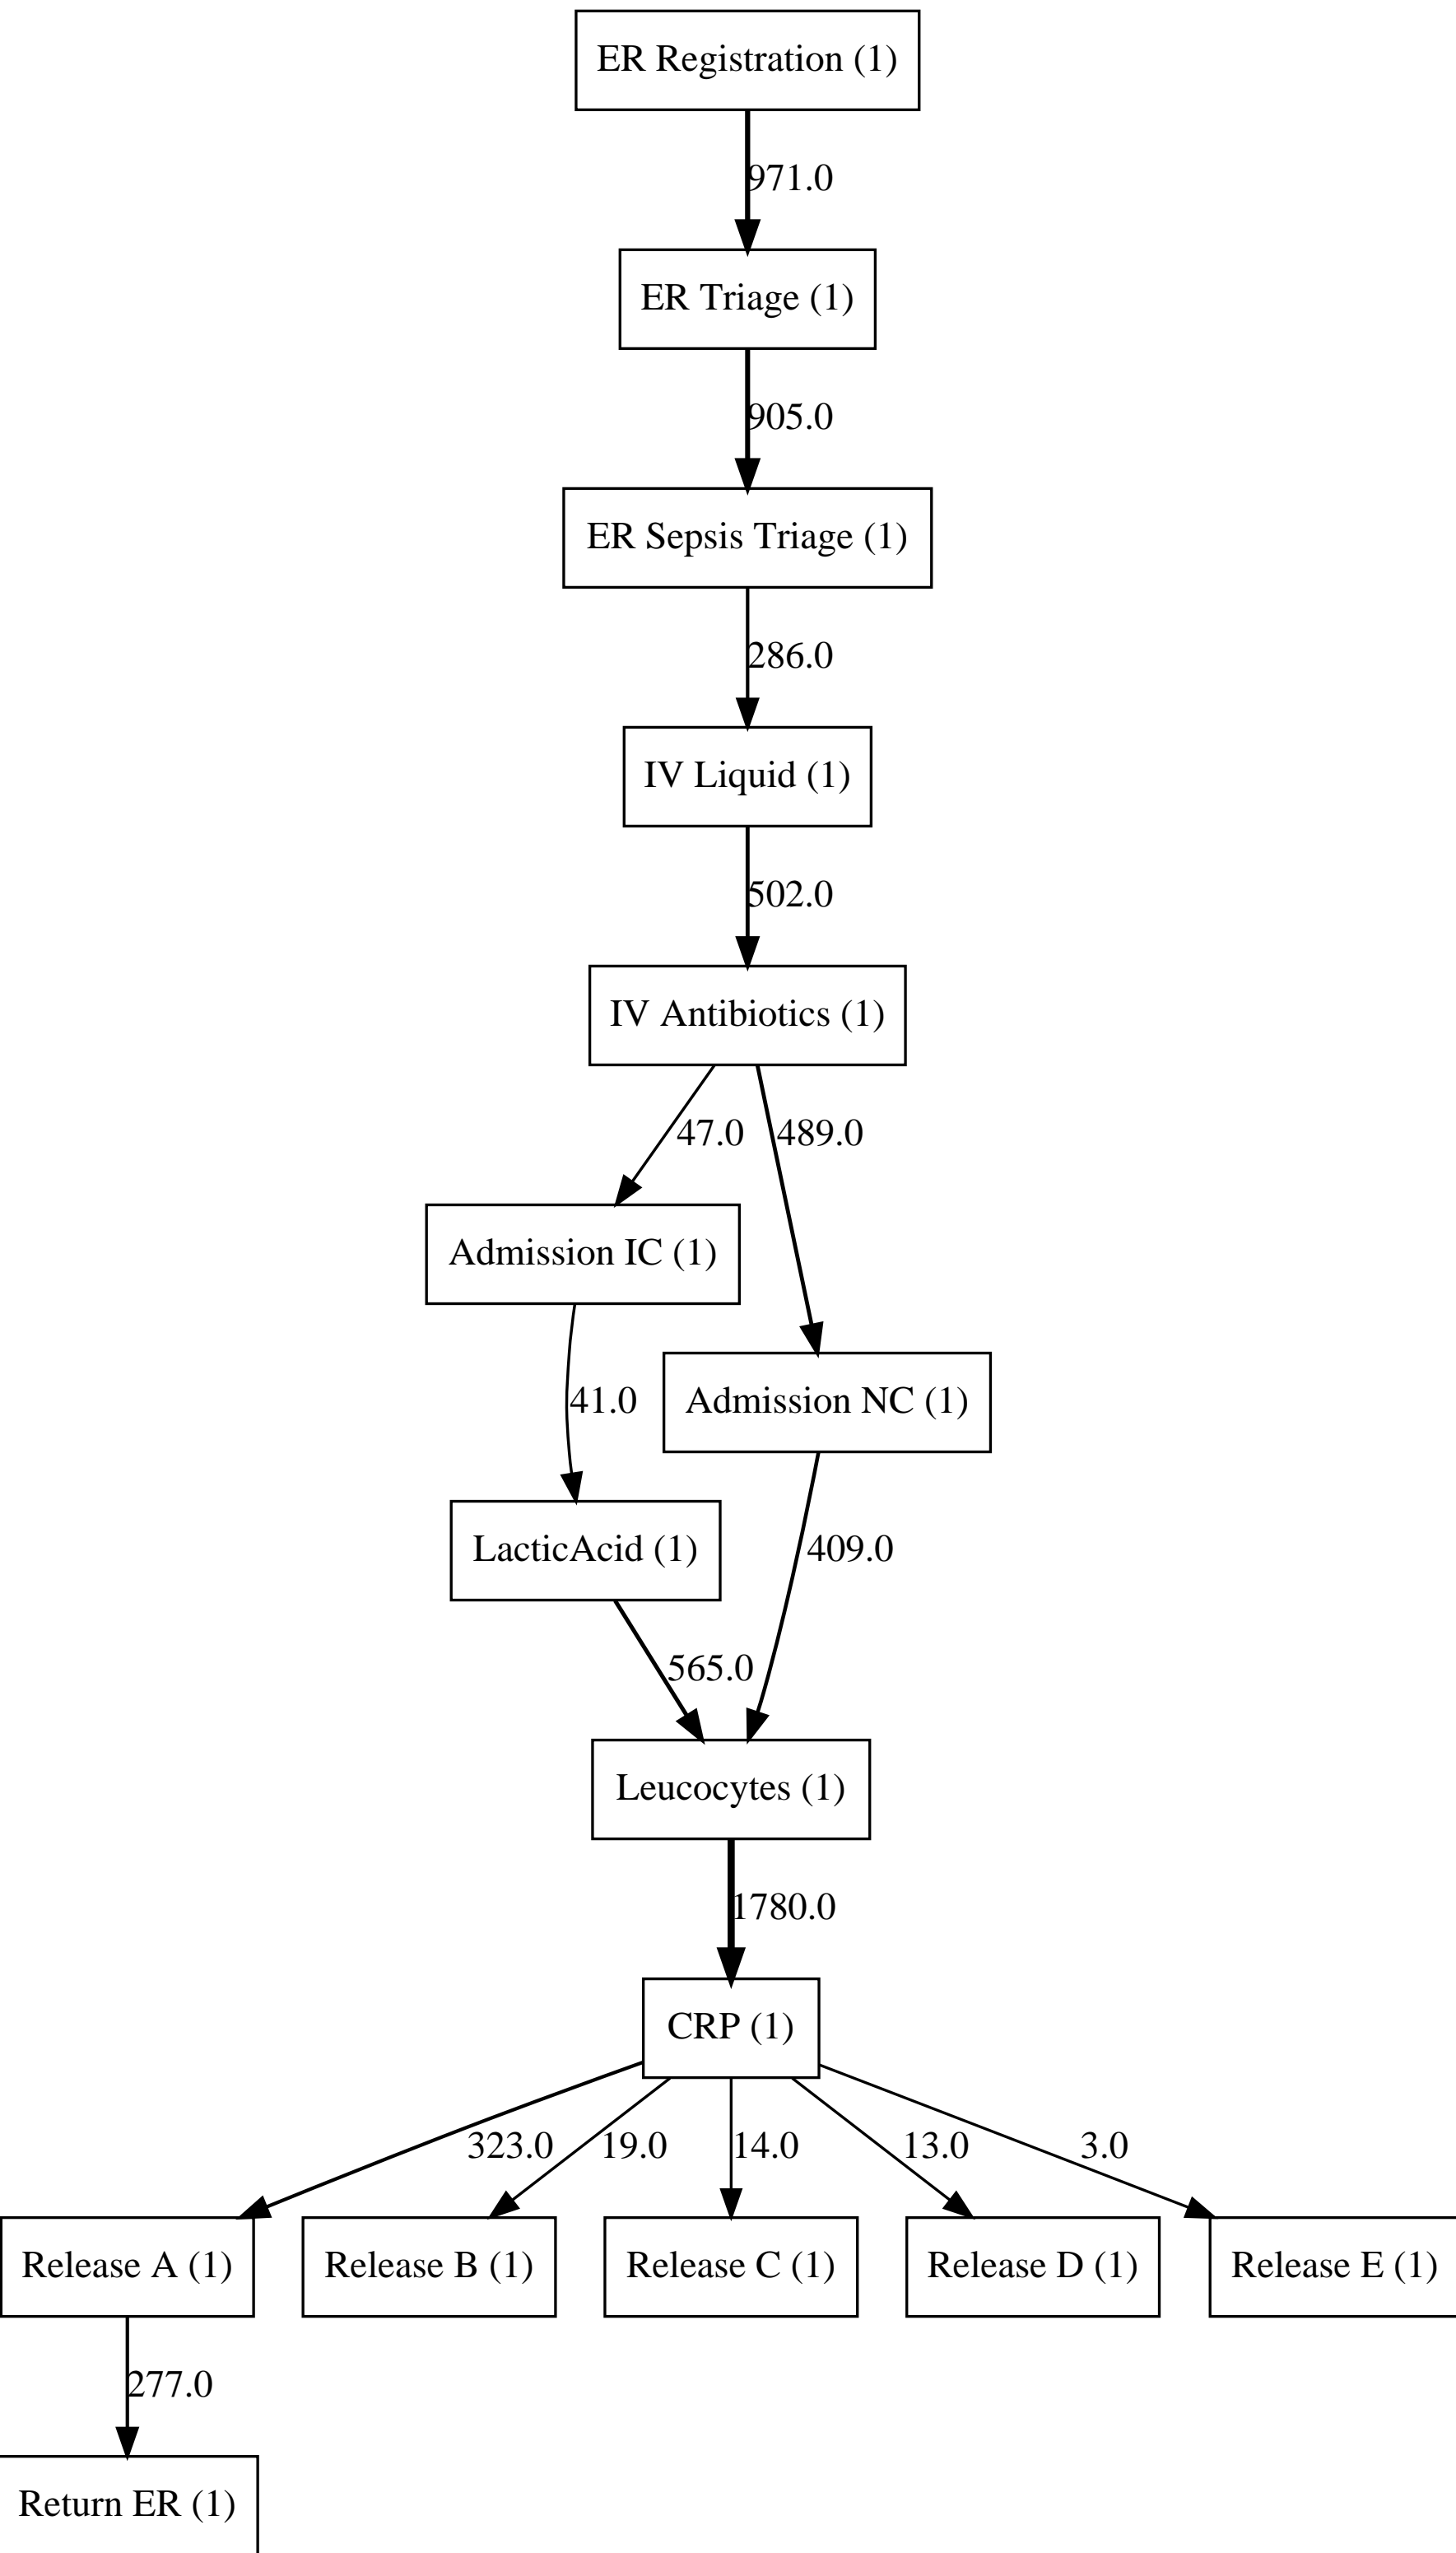 ER Registration (1)
971.0
ER Triage (1)
905.0
ER Sepsis Triage (1)
286.0
IV Liquid (1)
502.0
IV Antibiotics (1)
47.0
489.0
Admission IC (1)
41.0
Admission NC (1)
LacticAcid (1)
409.0
565.0
Leucocytes (1)
1780.0
CRP (1)
323.0
19.0
14.0
13.0
3.0
Release A (1)
Release B (1)
Release C (1)
Release D (1)
Release E (1)
277.0
Return ER (1)